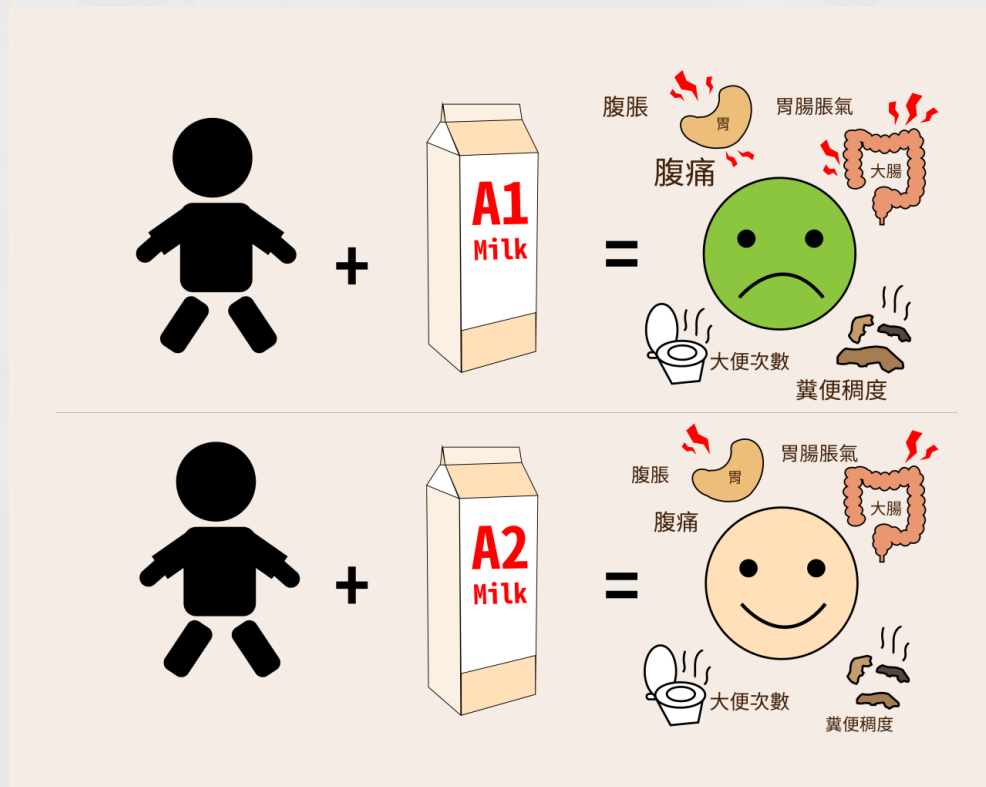 腹脹
胃
胃腸脹氣
腹痛
大腸
A1
Milk
+
=
大便次數
糞便稠度
胃腸脹氣
腹脹
胃
腹痛
大腸
A2
Milk
+
=
大便次數
糞便稠度